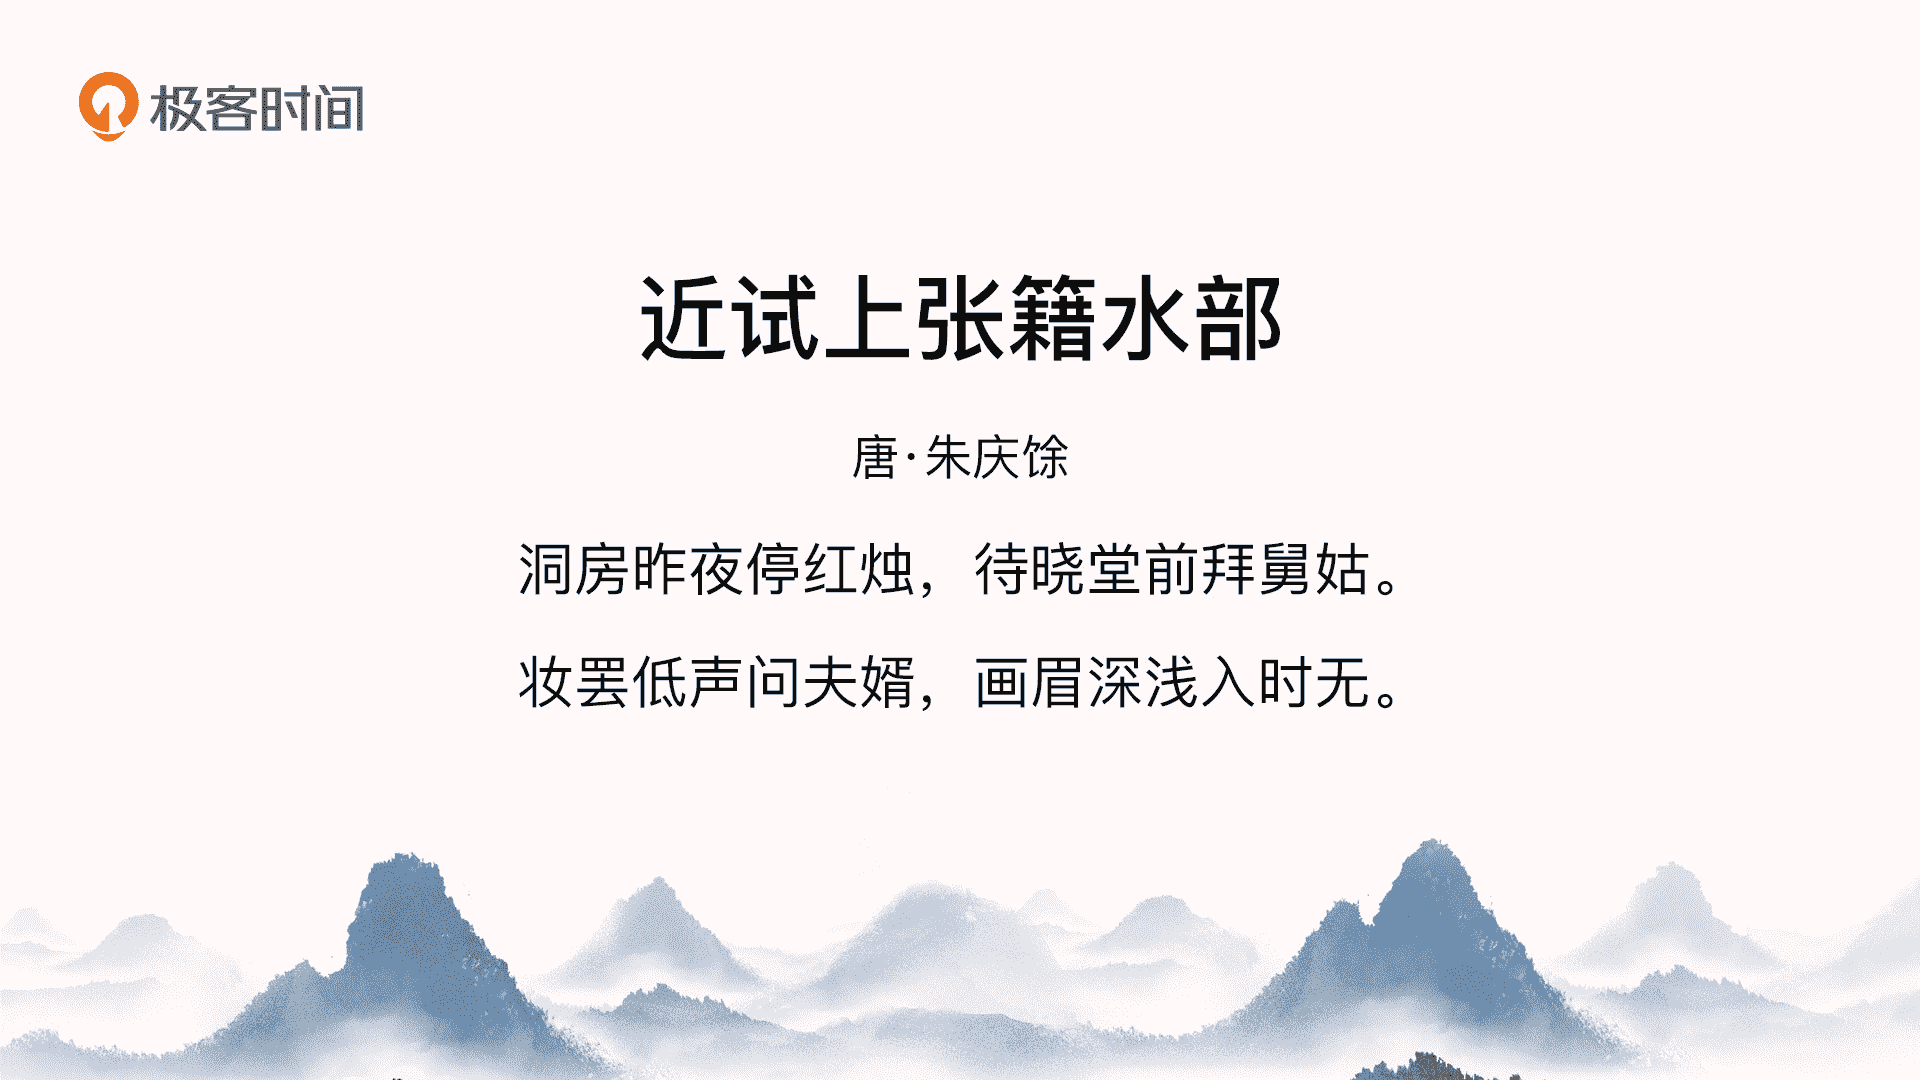 极客时间
近试上张籍水部
唐·朱庆馀
洞房昨夜停红烛，待晓堂前拜舅姑。
妆罢低声问夫婿，画眉深浅入时无。